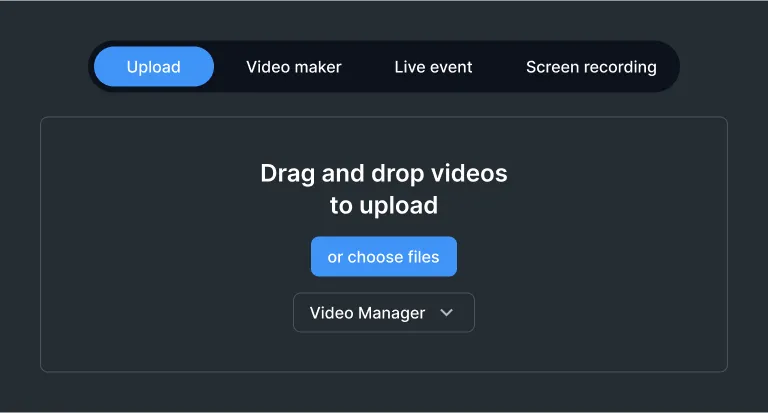 Upload
Video maker
Live event
Screen recording
Drag and drop videos
to upload
or choose files
Video Manager